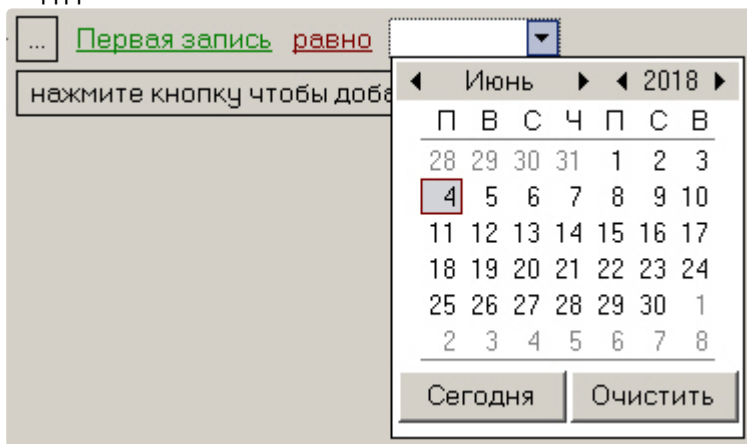 ... Первая запись равно
нажмите кнопку чтобы доба
Июнь 2018
П В С Ч П С В
28 29 30 31 1 2 3
4 5 6 7 8 9 10
11 12 13 14 15 16 17
18 19 20 21 22 23 24
25 26 27 28 29 30 1
2 3 4 5 6 7 8
Сегодня Очистить